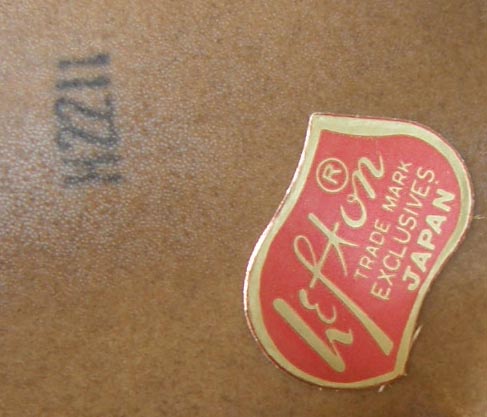 H2211
Lefton ®
TRADE MARK
EXCLUSIVES
JAPAN